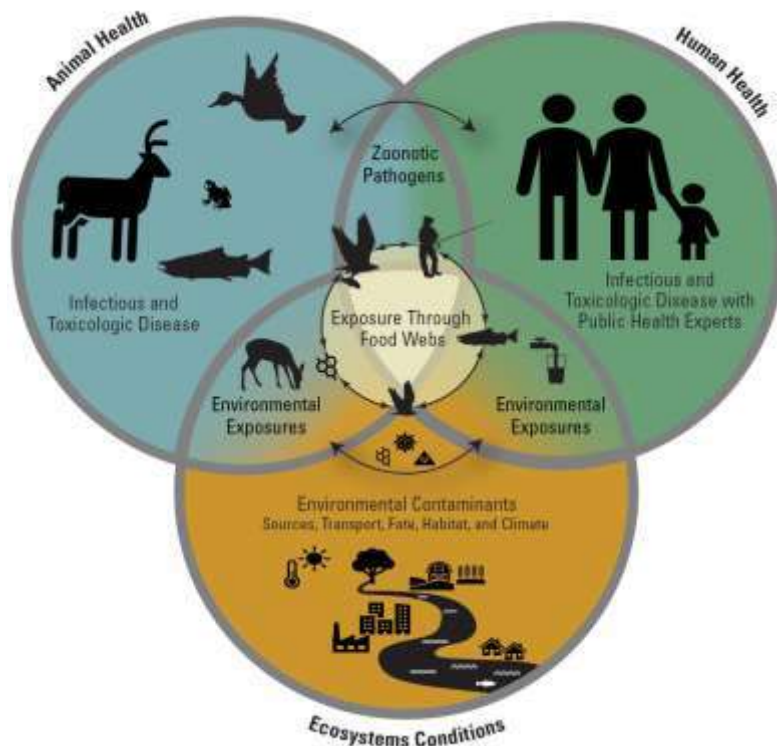 Animal Health
Human Health
Zoonotic
Pathogens
Infectious and
Toxicologic Disease
Infectious and
Toxicologic Disease with
Public Health Experts
Exposure Through
Food Webs
Environmental
Exposures
Environmental
Exposures
Environmental Contaminants
Sources, Transport, Fate, Habitat, and Climate
Ecosystems Conditions